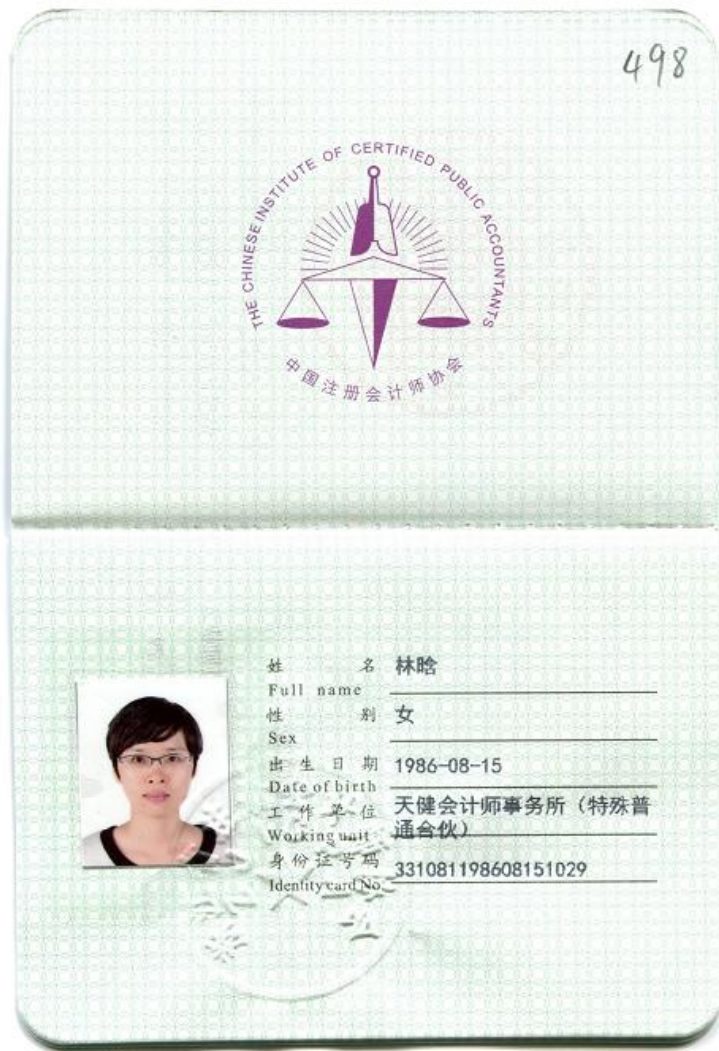 498
THE CHINESE INSTITUTE OF CERTIFIED PUBLIC ACCOUNTANTS
中国注册会计师协会
姓 名 林晗
Full name
性 别 女
Sex
出生日期 1986-08-15
Date of birth
工作单位 天健会计师事务所（特殊普
Working unit 通合伙）
身份证号码 331081198608151029
Identity card No.